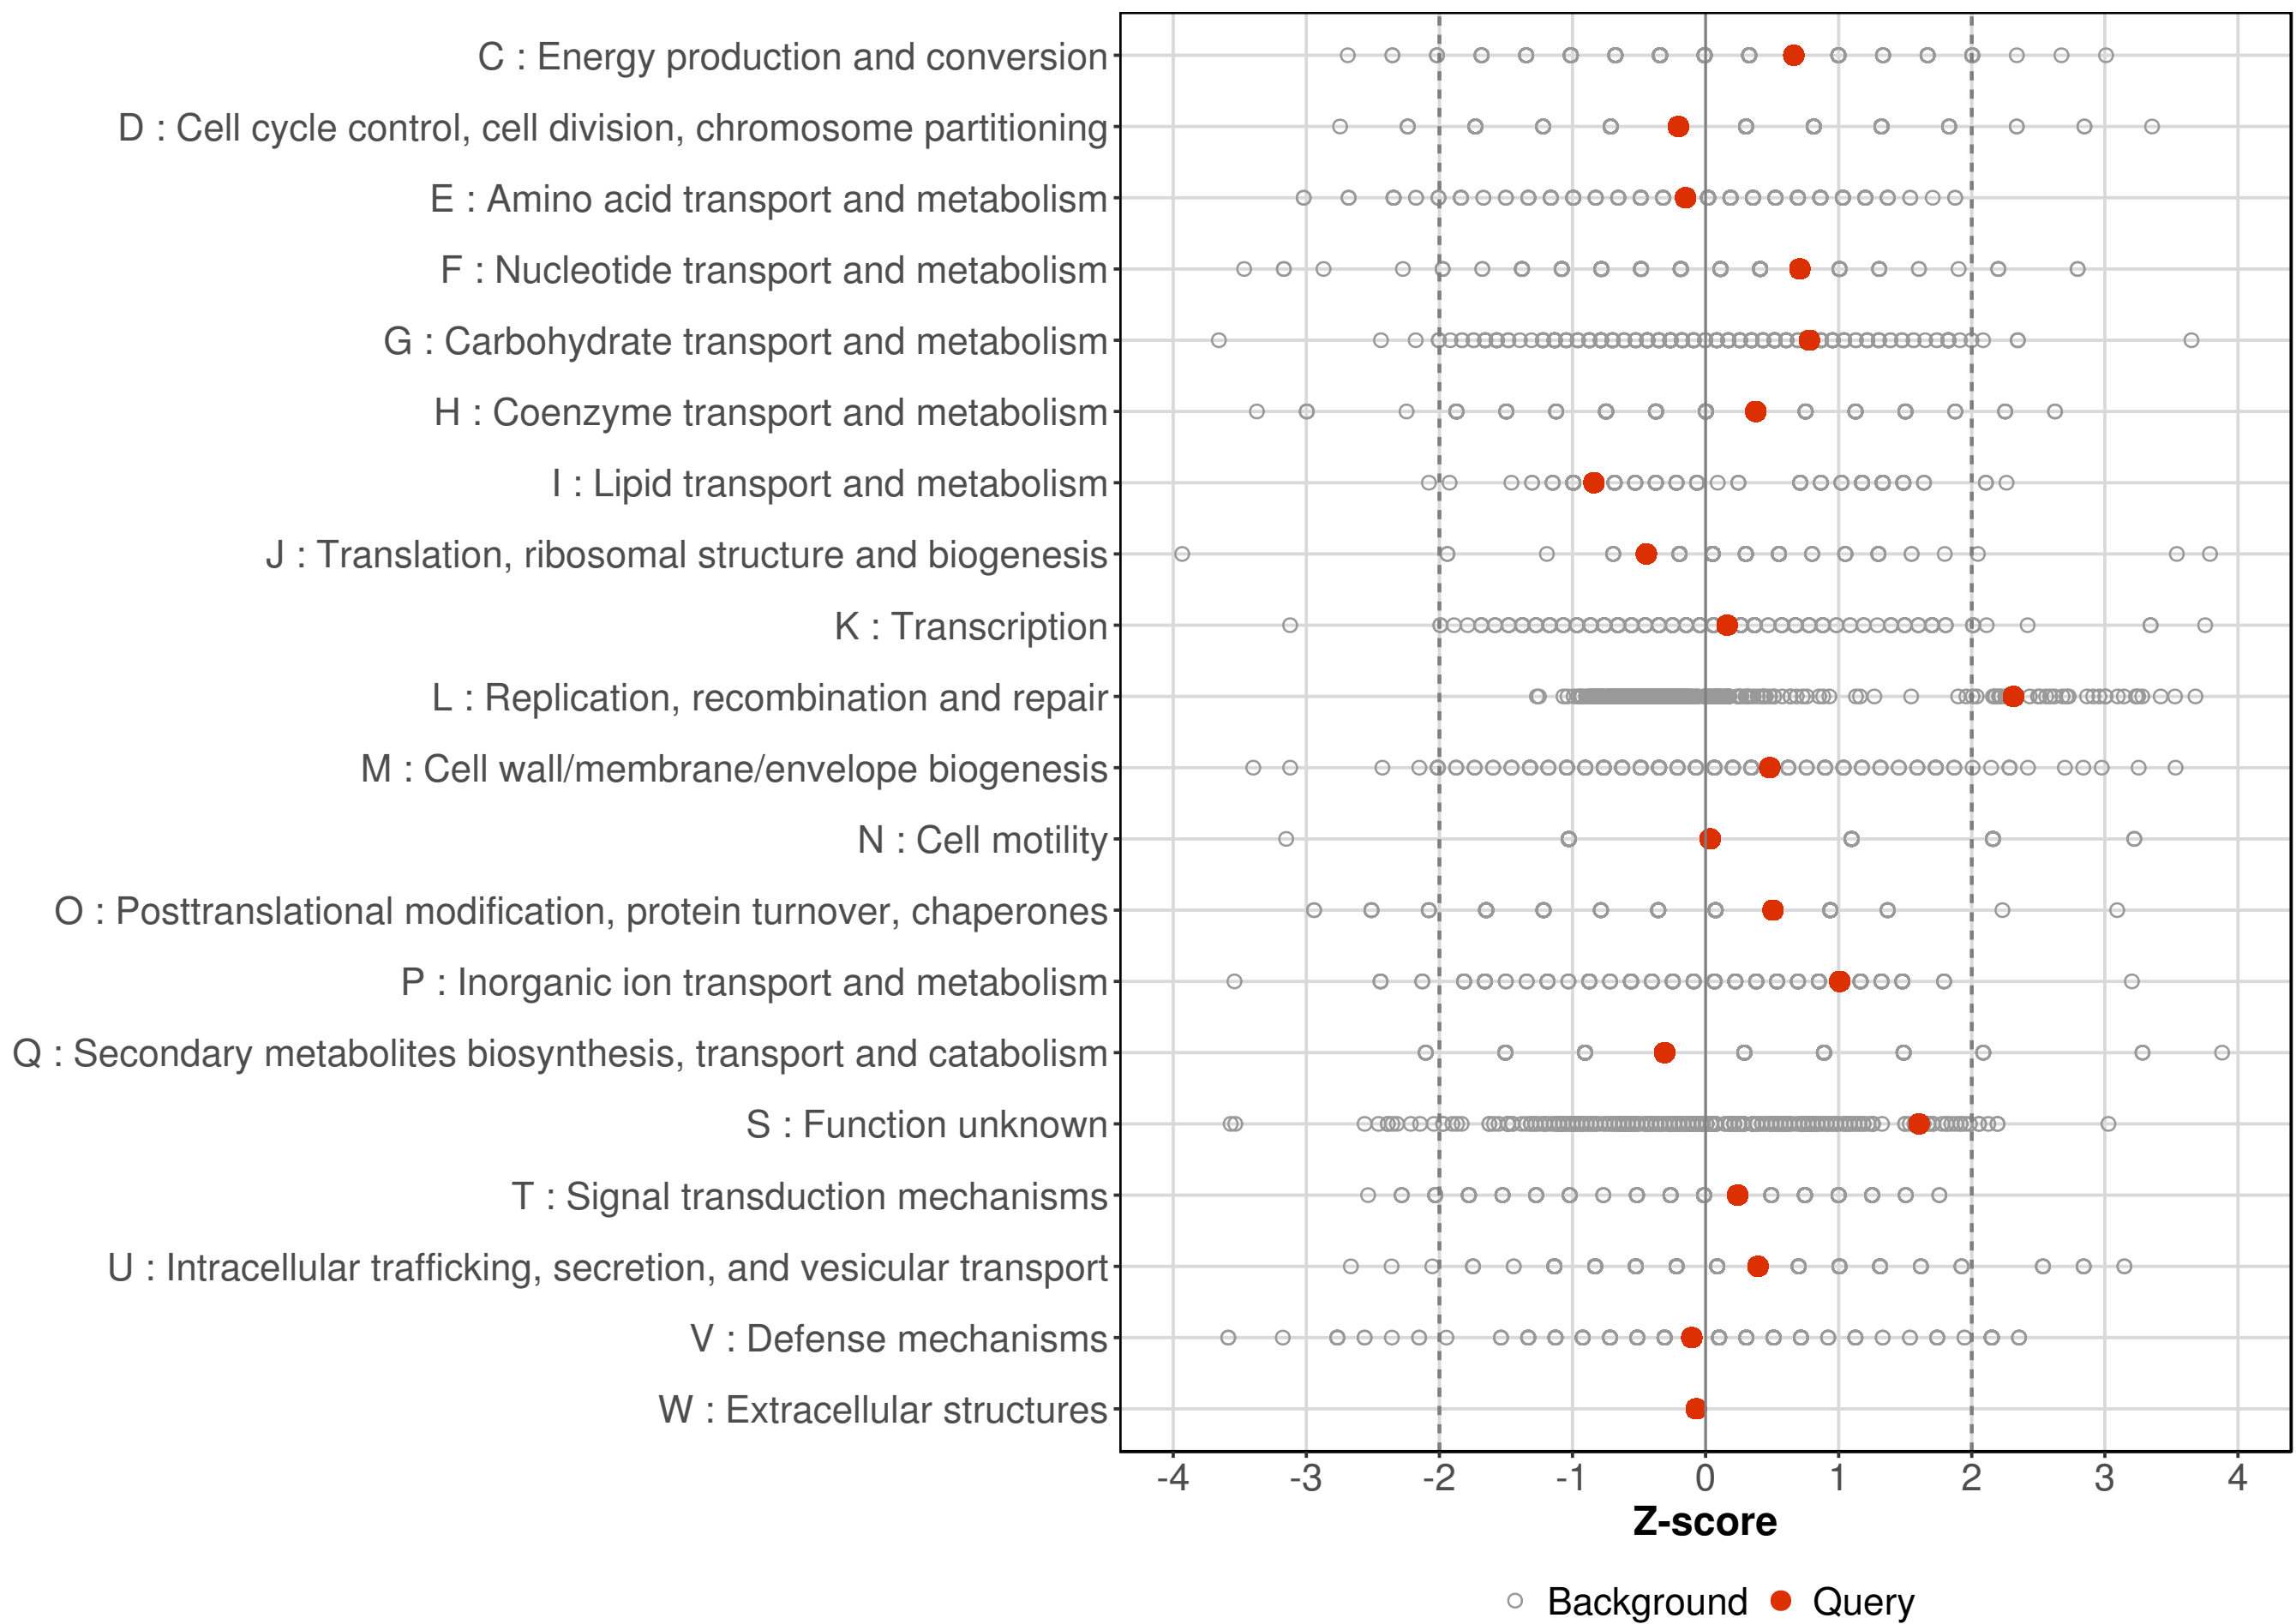 C : Energy production and conversion
D : Cell cycle control, cell division, chromosome partitioning
E : Amino acid transport and metabolism
F : Nucleotide transport and metabolism
G : Carbohydrate transport and metabolism
H : Coenzyme transport and metabolism
I : Lipid transport and metabolism
J : Translation, ribosomal structure and biogenesis
K : Transcription
L : Replication, recombination and repair
M : Cell wall/membrane/envelope biogenesis
N : Cell motility
O : Posttranslational modification, protein turnover, chaperones
P : Inorganic ion transport and metabolism
Q : Secondary metabolites biosynthesis, transport and catabolism
S : Function unknown
T : Signal transduction mechanisms
U : Intracellular trafficking, secretion, and vesicular transport
V : Defense mechanisms
W : Extracellular structures
-4 -3 -2 -1 0 1 2 3 4
Z-score
Background Query